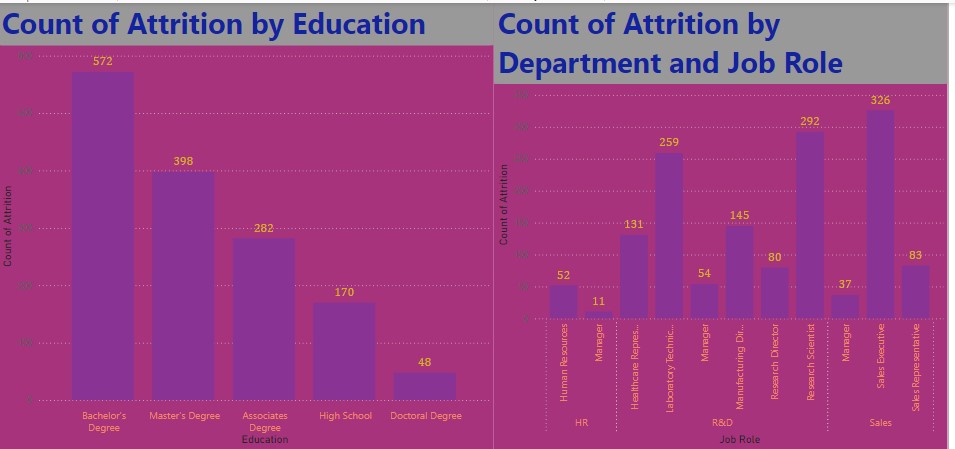 Count of Attrition by Education
572
398
282
170
48
Count of Attrition
Bachelor's
Degree
Master's Degree
Associates
Degree
High School
Doctoral Degree
Education
Count of Attrition by
Department and Job Role
52
11
131
259
54
145
80
292
37
326
83
Count of Attrition
Human Resources
Manager
Healthcare Repres...
Laboratory Technic...
Manager
Manufacturing Dir...
Research Director
Research Scientist
Manager
Sales Executive
Sales Representative
HR
R&D
Sales
Job Role